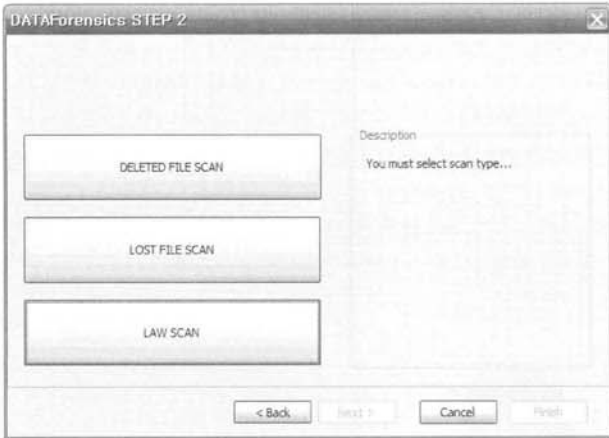 DATAForensics STEP 2
DELETED FILE SCAN
LOST FILE SCAN
LAW SCAN
Description
You must select scan type...
< Back
Next >
Cancel
Finish